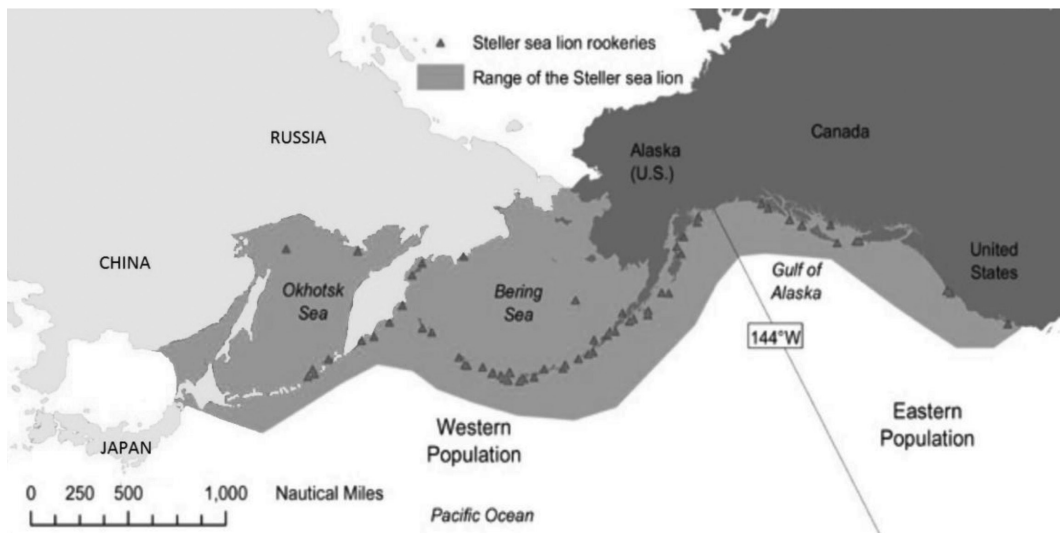 Steller sea lion rookeries
Range of the Steller sea lion
RUSSIA
Canada
Alaska
(U.S.)
CHINA
United
States
Okhotsk
Sea
Bering
Sea
Gulf of
Alaska
144°W
Western
Population
Eastern
Population
JAPAN
0 250 500 1,000 Nautical Miles
Pacific Ocean